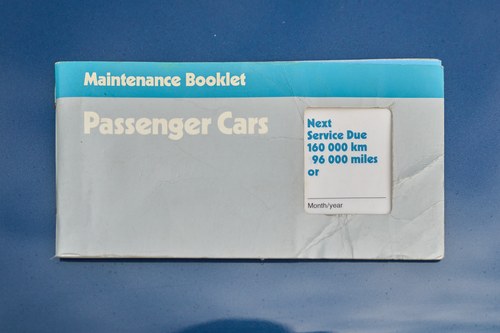 Maintenance Booklet
Passenger Cars
Next
Service Due
160 000 km
96 000 miles
or
Month/year